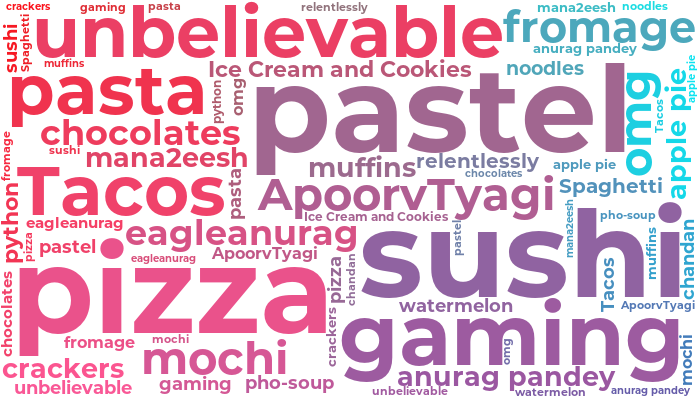 crackers
gaming
pasta
relentlessly
mana2eesh
noodles
sushi
Spaghetti
unbelievable
fromage
anurag pandey
muffins
Ice Cream and Cookies
noodles
omg
Tacos
apple pie
apple pie
pasta
python
omg
pastel
chocolates
fromage
sushi
mana2eesh
muffins
relentlessly
chocolates
apple pie
Tacos
pasta
ApoorvTyagi
Spaghetti
python
pizza
eagleanurag
Ice Cream and Cookies
mana2eesh
pho-soup
pastel
eagleanurag
pastel
sushi
muffins
chandan
eagleanurag
ApoorvTyagi
pizza
chandan
Tacos
chocolates
pizza
watermelon
ApoorvTyagi
crackers
gaming
fromage
mochi
mochi
omg
mochi
crackers
anurag pandey
unbelievable
gaming
pho-soup
unbelievable
watermelon
anurag pandey